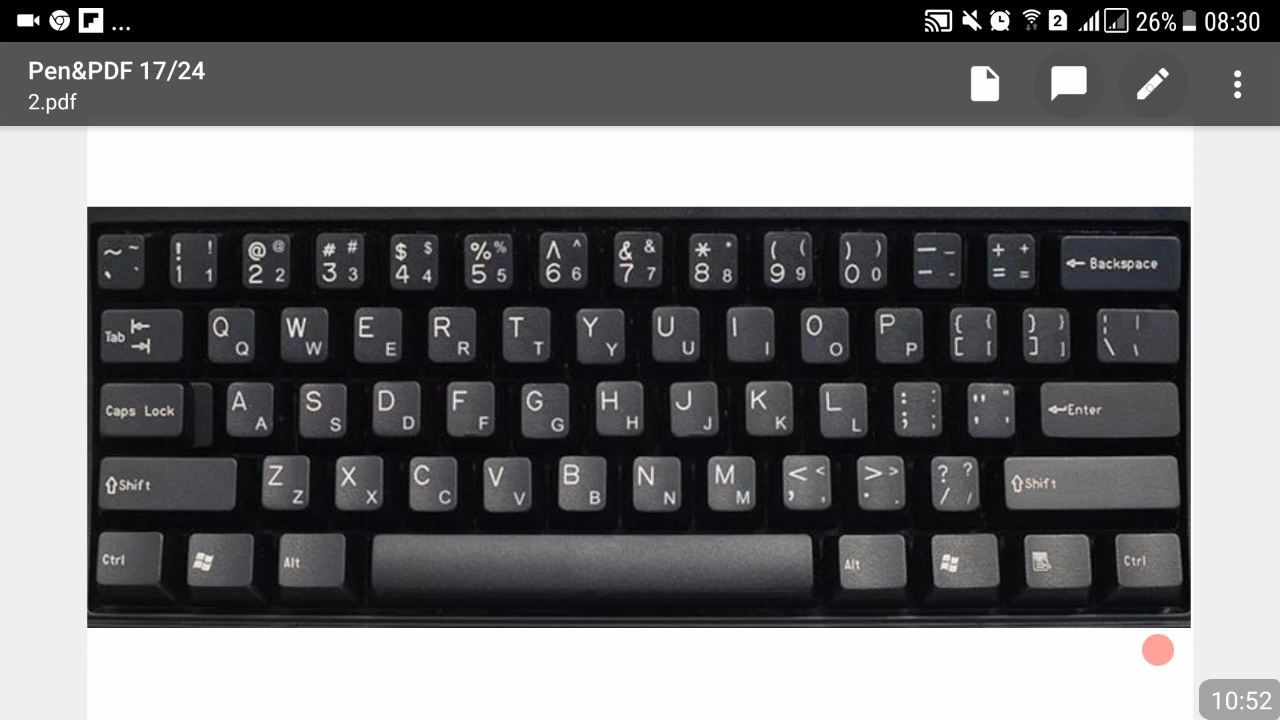 ... 2 26% 08:30
Pen&PDF 17/24
2.pdf
~ ~ ` ` ! ! 1 1 @ @ 2 2 # # 3 3 $ $ 4 4 % % 5 5 ^ ^ 6 6 & & 7 7 * * 8 8 ( ( 9 9 ) ) 0 0 — – - - + + = = ← Backspace
Tab Q Q W W E E R R T T Y Y U U I I O O P P { { [ [ } } ] ] ¦ | \ \
Caps Lock A A S S D D F F G G H H J J K K L L : : ; ; " " ' ' ↵Enter
⇧Shift Z Z X X C C V V B B N N M M < < , , > > . . ? ? / / ⇧Shift
Ctrl Alt Alt Ctrl
10:52